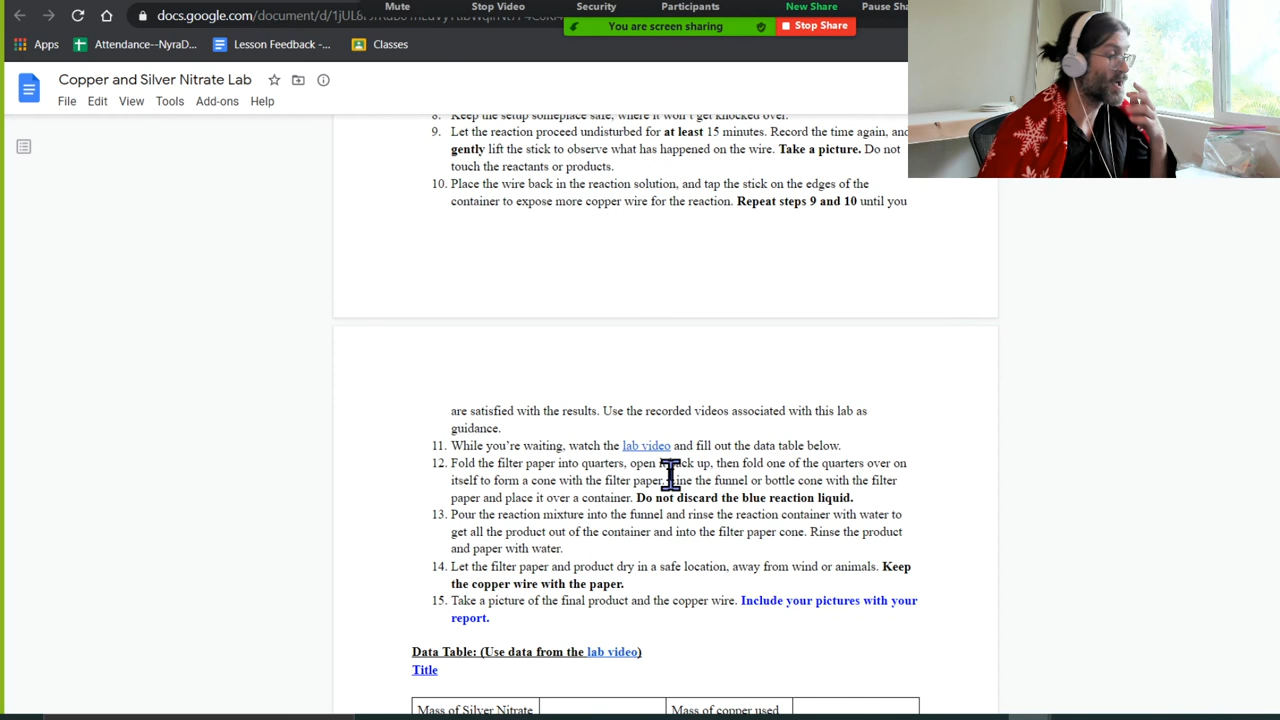 Mute Stop Video Security Participants New Share Pause Sha
You are screen sharing Stop Share
docs.google.com/document/d/
Apps Attendance--NyraD... Lesson Feedback -... Classes
Copper and Silver Nitrate Lab
File Edit View Tools Add-ons Help
8. Keep the setup someplace safe, where it won't get knocked over.
9. Let the reaction proceed undisturbed for at least 15 minutes. Record the time again, and
gently lift the stick to observe what has happened on the wire. Take a picture. Do not
touch the reactants or products.
10. Place the wire back in the reaction solution, and tap the stick on the edges of the
container to expose more copper wire for the reaction. Repeat steps 9 and 10 until you
are satisfied with the results. Use the recorded videos associated with this lab as
guidance.
11. While you're waiting, watch the lab video and fill out the data table below.
12. Fold the filter paper into quarters, open back up, then fold one of the quarters over on
itself to form a cone with the filter paper. Line the funnel or bottle cone with the filter
paper and place it over a container. Do not discard the blue reaction liquid.
13. Pour the reaction mixture into the funnel and rinse the reaction container with water to
get all the product out of the container and into the filter paper cone. Rinse the product
and paper with water.
14. Let the filter paper and product dry in a safe location, away from wind or animals. Keep
the copper wire with the paper.
15. Take a picture of the final product and the copper wire. Include your pictures with your
report.
Data Table: (Use data from the lab video)
Title
Mass of Silver Nitrate Mass of copper used